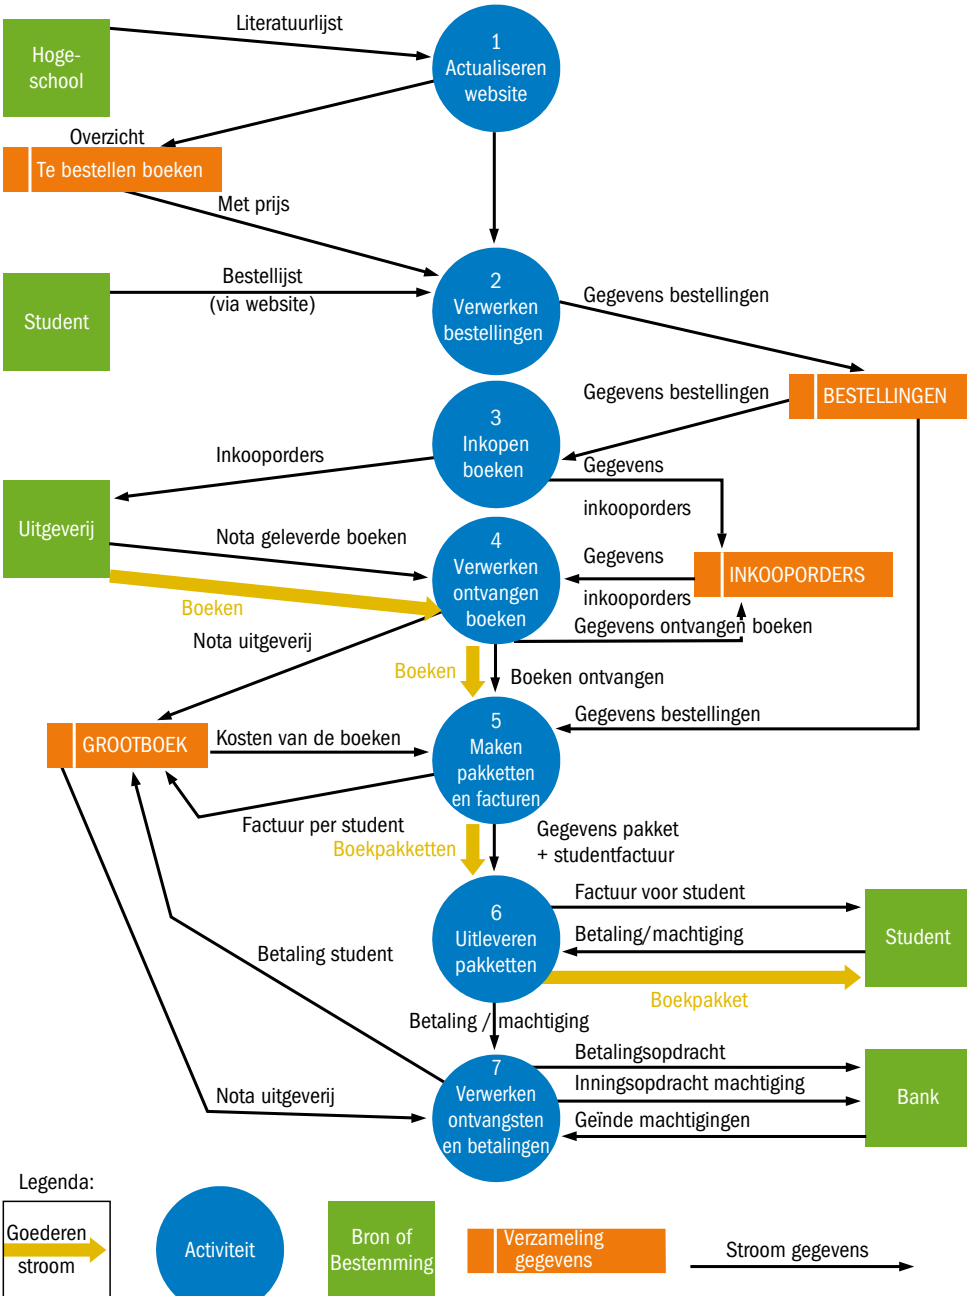 Literatuurlijst
Hoge-
school
1
Actualiseren
website
Overzicht
Te bestellen boeken
Met prijs
Student
Bestellijst
(via website)
2
Verwerken
bestellingen
Gegevens bestellingen
BESTELLINGEN
Gegevens bestellingen
3
Inkopen
boeken
Inkooporders
Gegevens
inkooporders
Uitgeverij
Nota geleverde boeken
4
Verwerken
ontvangen
boeken
Gegevens
inkooporders
INKOOPORDERS
Boeken
Gegevens ontvangen boeken
Nota uitgeverij
Boeken
Boeken ontvangen
Gegevens bestellingen
GROOTBOEK
Kosten van de boeken
5
Maken
pakketten
en facturen
Factuur per student
Boekpakketten
Gegevens pakket
+ studentfactuur
6
Uitleveren
pakketten
Factuur voor student
Betaling/machtiging
Student
Boekpakket
Betaling student
Betaling / machtiging
7
Verwerken
ontvangsten
en betalingen
Betalingsopdracht
Inningsopdracht machtiging
Geïnde machtigingen
Bank
Nota uitgeverij
Legenda:
Goederen
stroom
Activiteit
Bron of
Bestemming
Verzameling
gegevens
Stroom gegevens